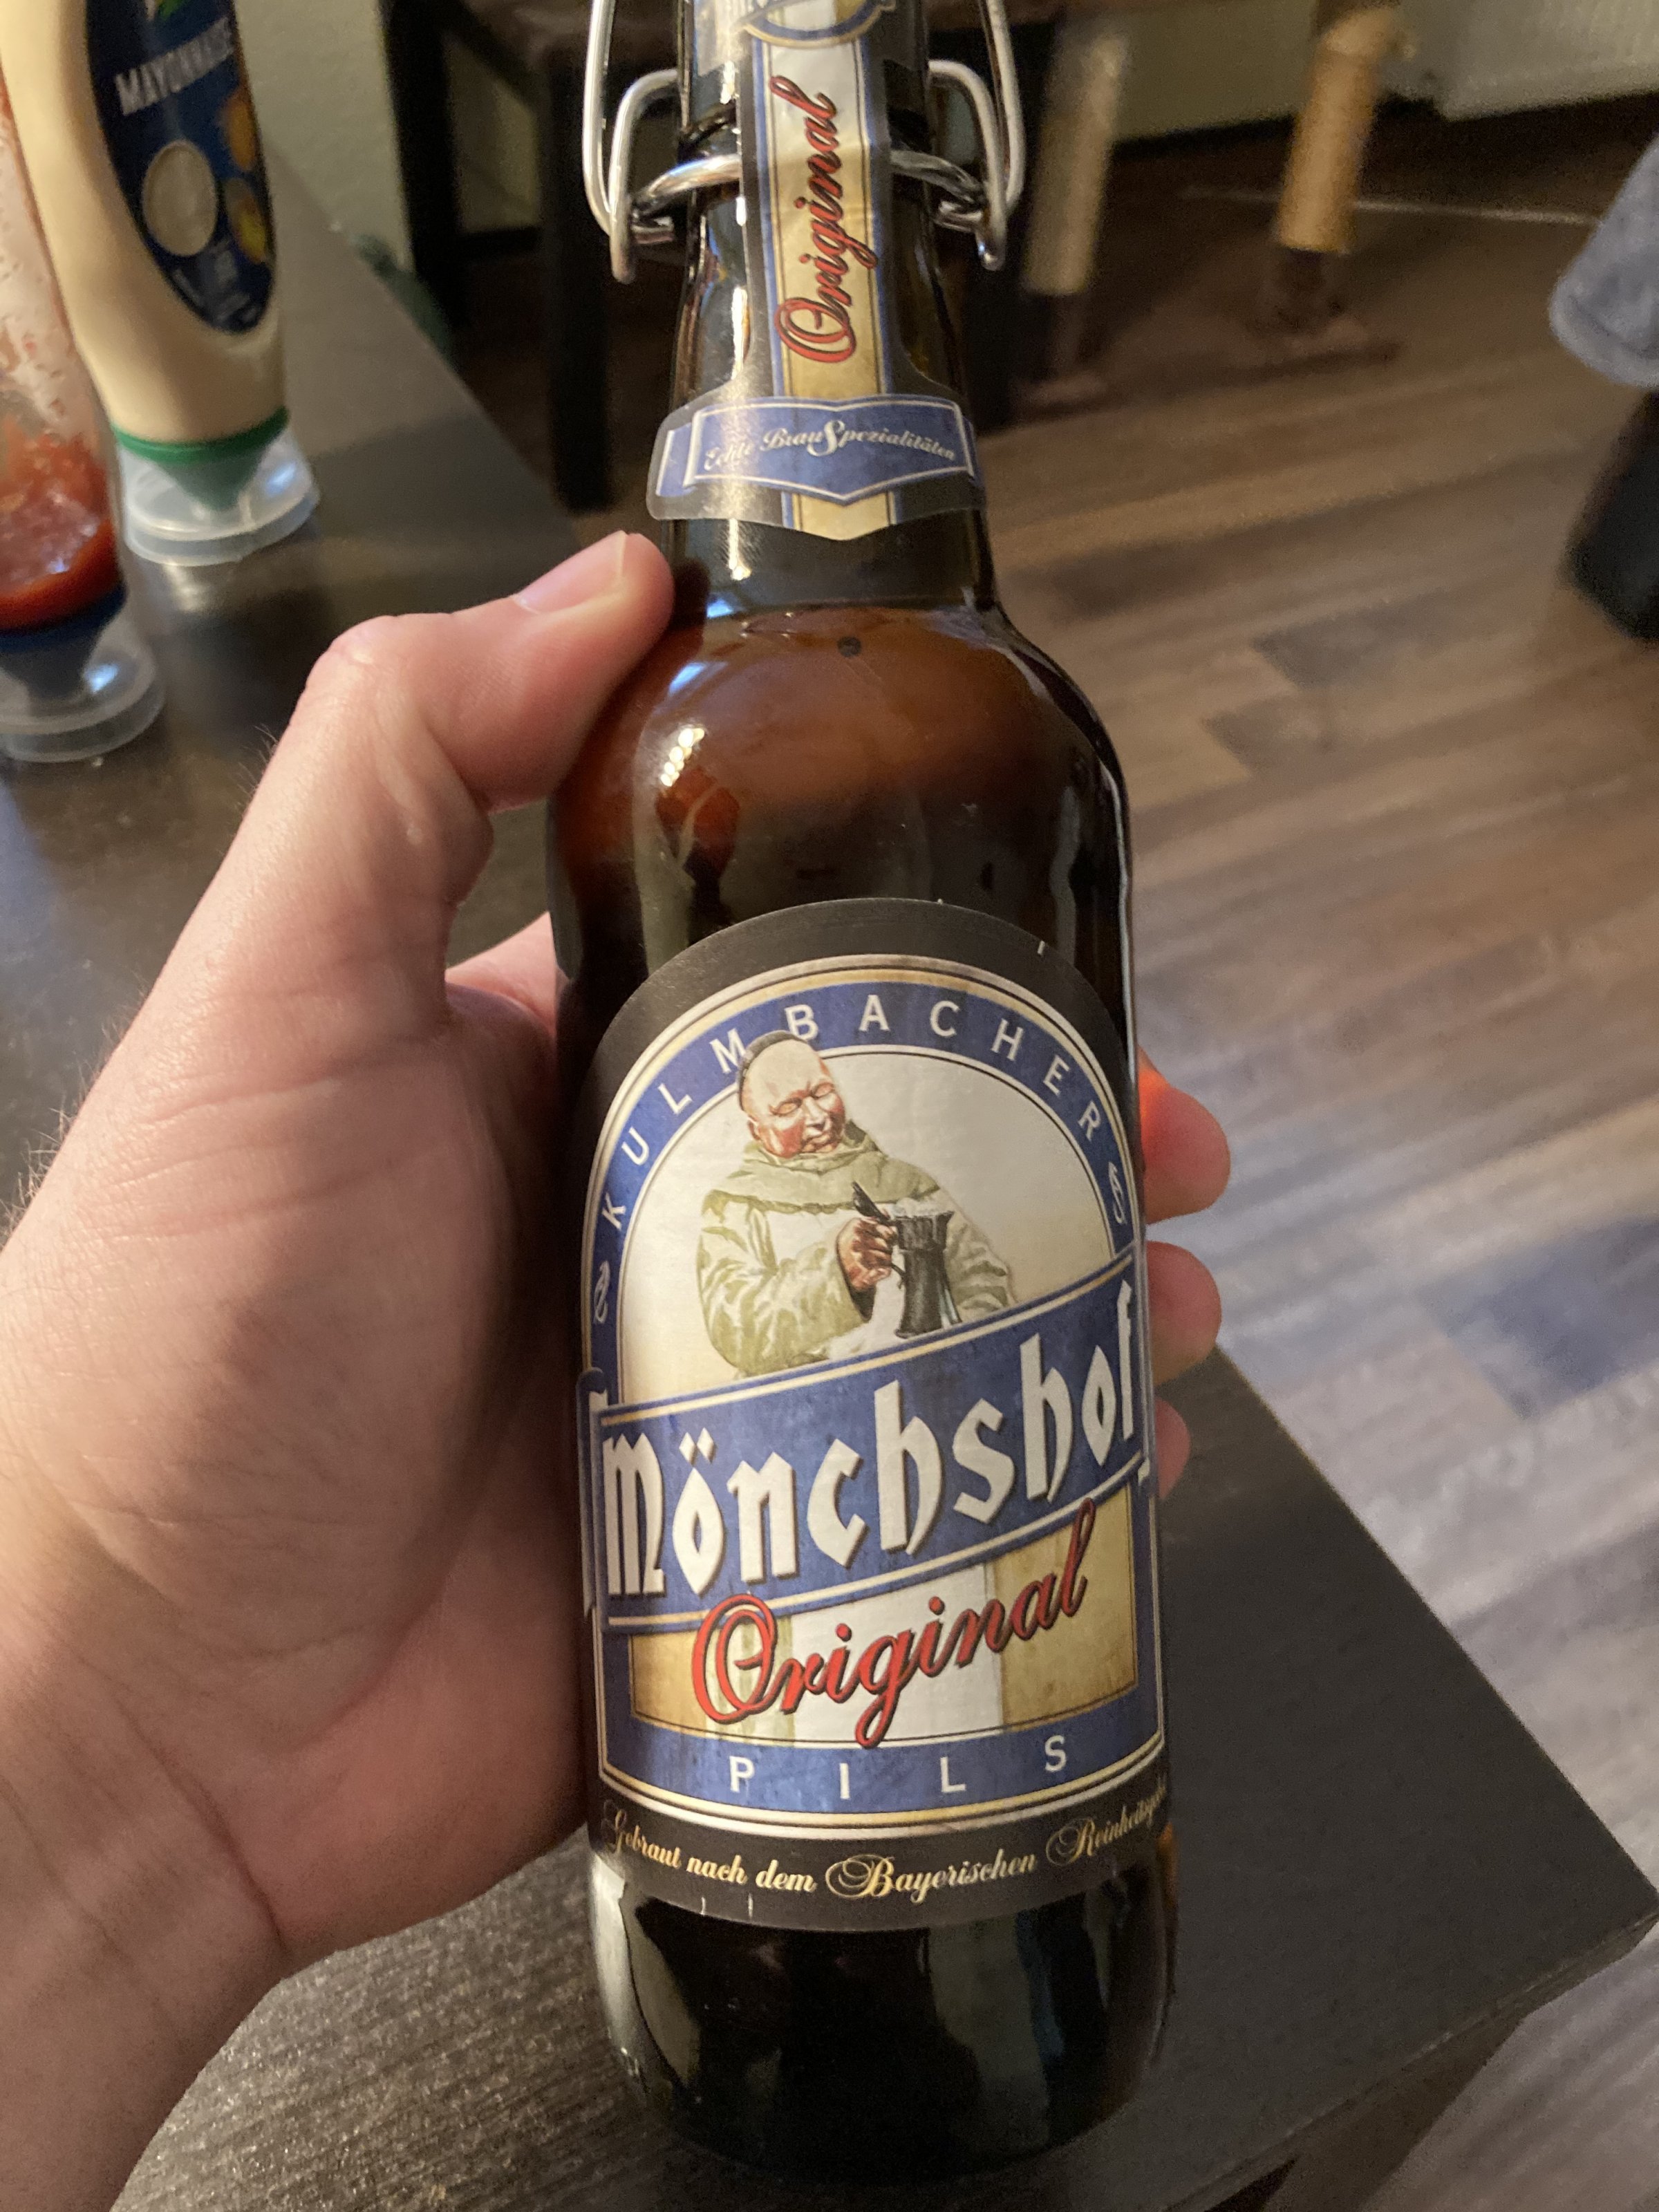 MAYONNAISE
Original
Echte BrauSpezialitäten
KULMBACHER
Mönchshof
Original
PILS
Gebraut nach dem Bayerischen